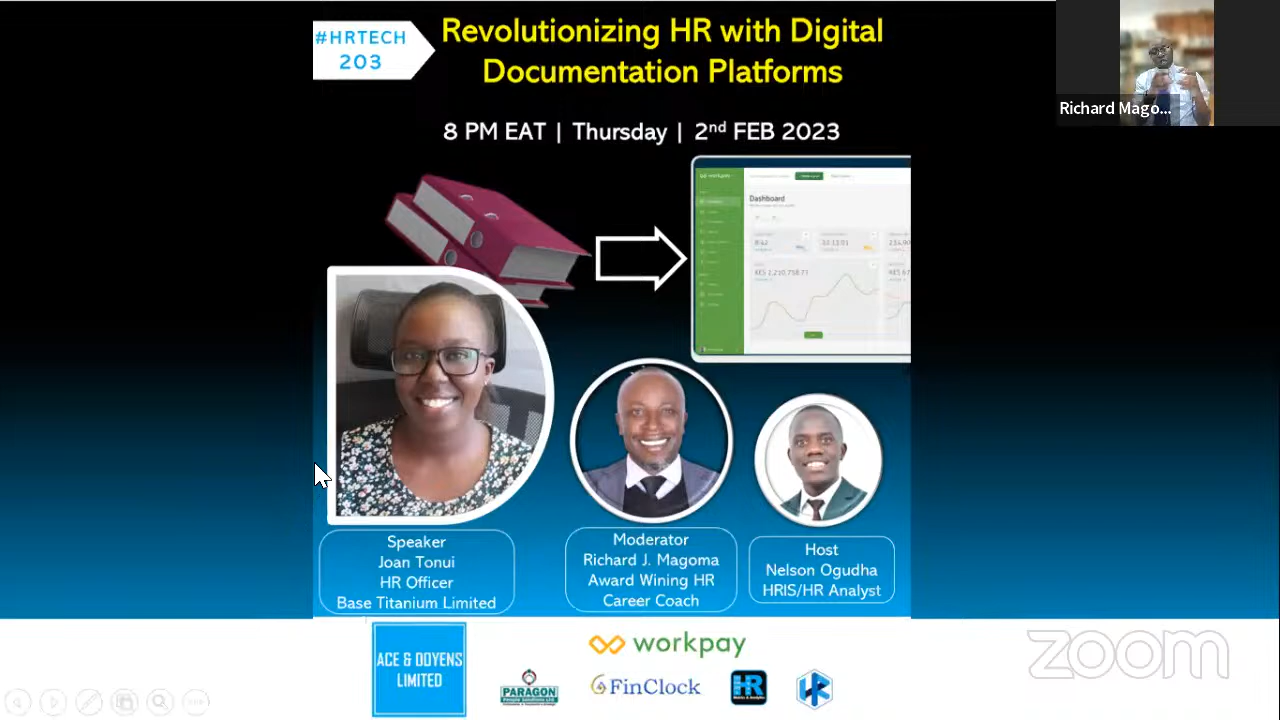 #HRTECH
203
Revolutionizing HR with Digital
Documentation Platforms
8 PM EAT | Thursday | 2nd FEB 2023
Richard Mago...
workpay
Dashboard
Speaker
Joan Tonui
HR Officer
Base Titanium Limited
Moderator
Richard J. Magoma
Award Wining HR
Career Coach
Host
Nelson Ogudha
HRIS/HR Analyst
ACE & DOYENS
LIMITED
workpay
PARAGON
FinClock
HR
zoom